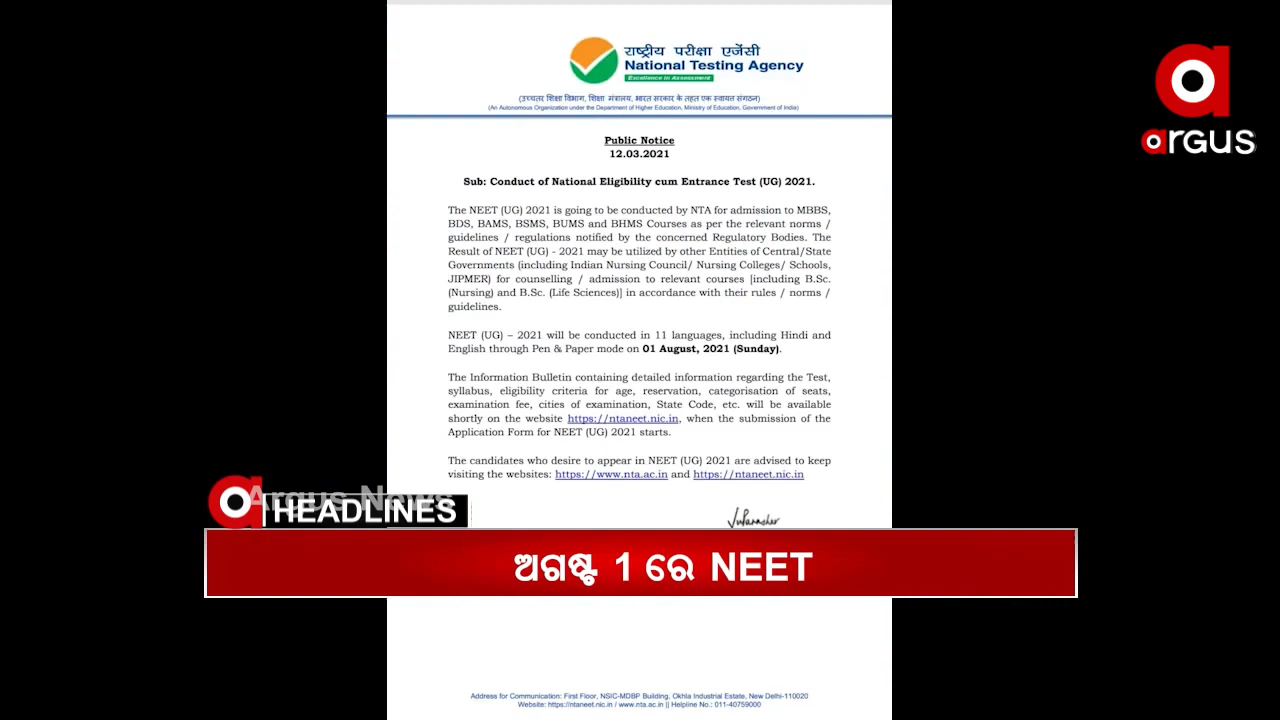 राष्ट्रीय परीक्षा एजेंसी
National Testing Agency
Excellence in Assessment
(उच्चतर शिक्षा विभाग, शिक्षा मंत्रालय, भारत सरकार के तहत एक स्वायत्त संगठन)
(An Autonomous Organization under the Department of Higher Education, Ministry of Education, Government of India)
argus
Public Notice
12.03.2021
Sub: Conduct of National Eligibility cum Entrance Test (UG) 2021.
The NEET (UG) 2021 is going to be conducted by NTA for admission to MBBS,
BDS, BAMS, BSMS, BUMS and BHMS Courses as per the relevant norms /
guidelines / regulations notified by the concerned Regulatory Bodies. The
Result of NEET (UG) - 2021 may be utilized by other Entities of Central/State
Governments (including Indian Nursing Council/ Nursing Colleges/ Schools,
JIPMER) for counselling / admission to relevant courses [including B.Sc.
(Nursing) and B.Sc. (Life Sciences)] in accordance with their rules / norms /
guidelines.
NEET (UG) – 2021 will be conducted in 11 languages, including Hindi and
English through Pen & Paper mode on 01 August, 2021 (Sunday).
The Information Bulletin containing detailed information regarding the Test,
syllabus, eligibility criteria for age, reservation, categorisation of seats,
examination fee, cities of examination, State Code, etc. will be available
shortly on the website https://ntaneet.nic.in, when the submission of the
Application Form for NEET (UG) 2021 starts.
The candidates who desire to appear in NEET (UG) 2021 are advised to keep
visiting the websites: https://www.nta.ac.in and https://ntaneet.nic.in
Argus News
HEADLINES
ଅଗଷ୍ଟ 1 ରେ NEET
Address for Communication: First Floor, NSIC-MDBP Building, Okhla Industrial Estate, New Delhi-110020
Website: https://ntaneet.nic.in / www.nta.ac.in || Helpline No.: 011-40759000